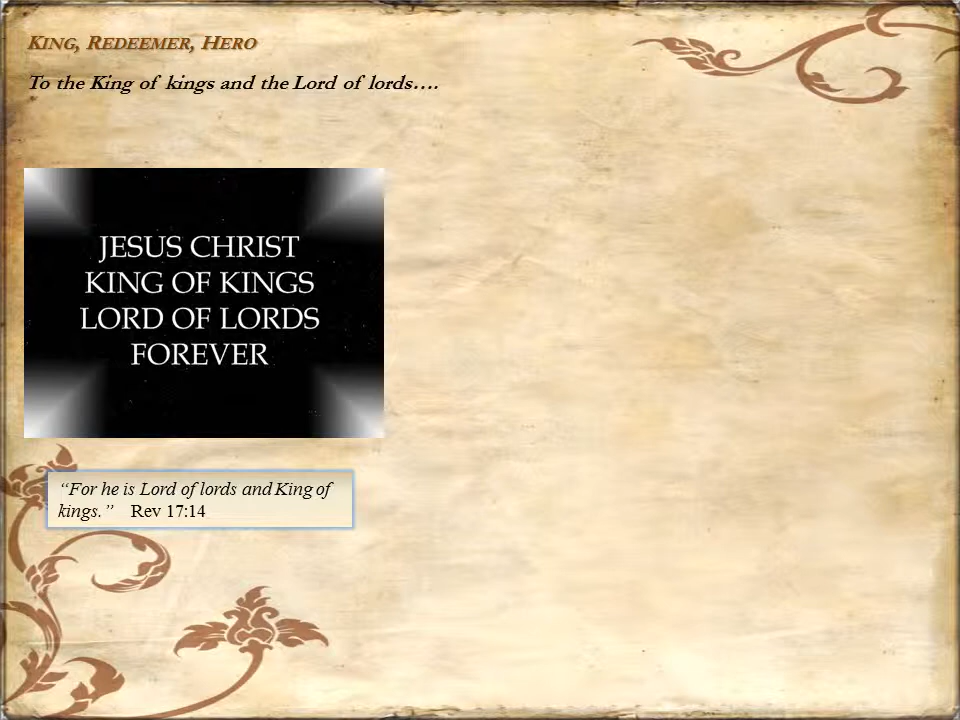 KING, REDEEMER, HERO
To the King of kings and the Lord of lords….
JESUS CHRIST
KING OF KINGS
LORD OF LORDS
FOREVER
“For he is Lord of lords and King of
kings.” Rev 17:14